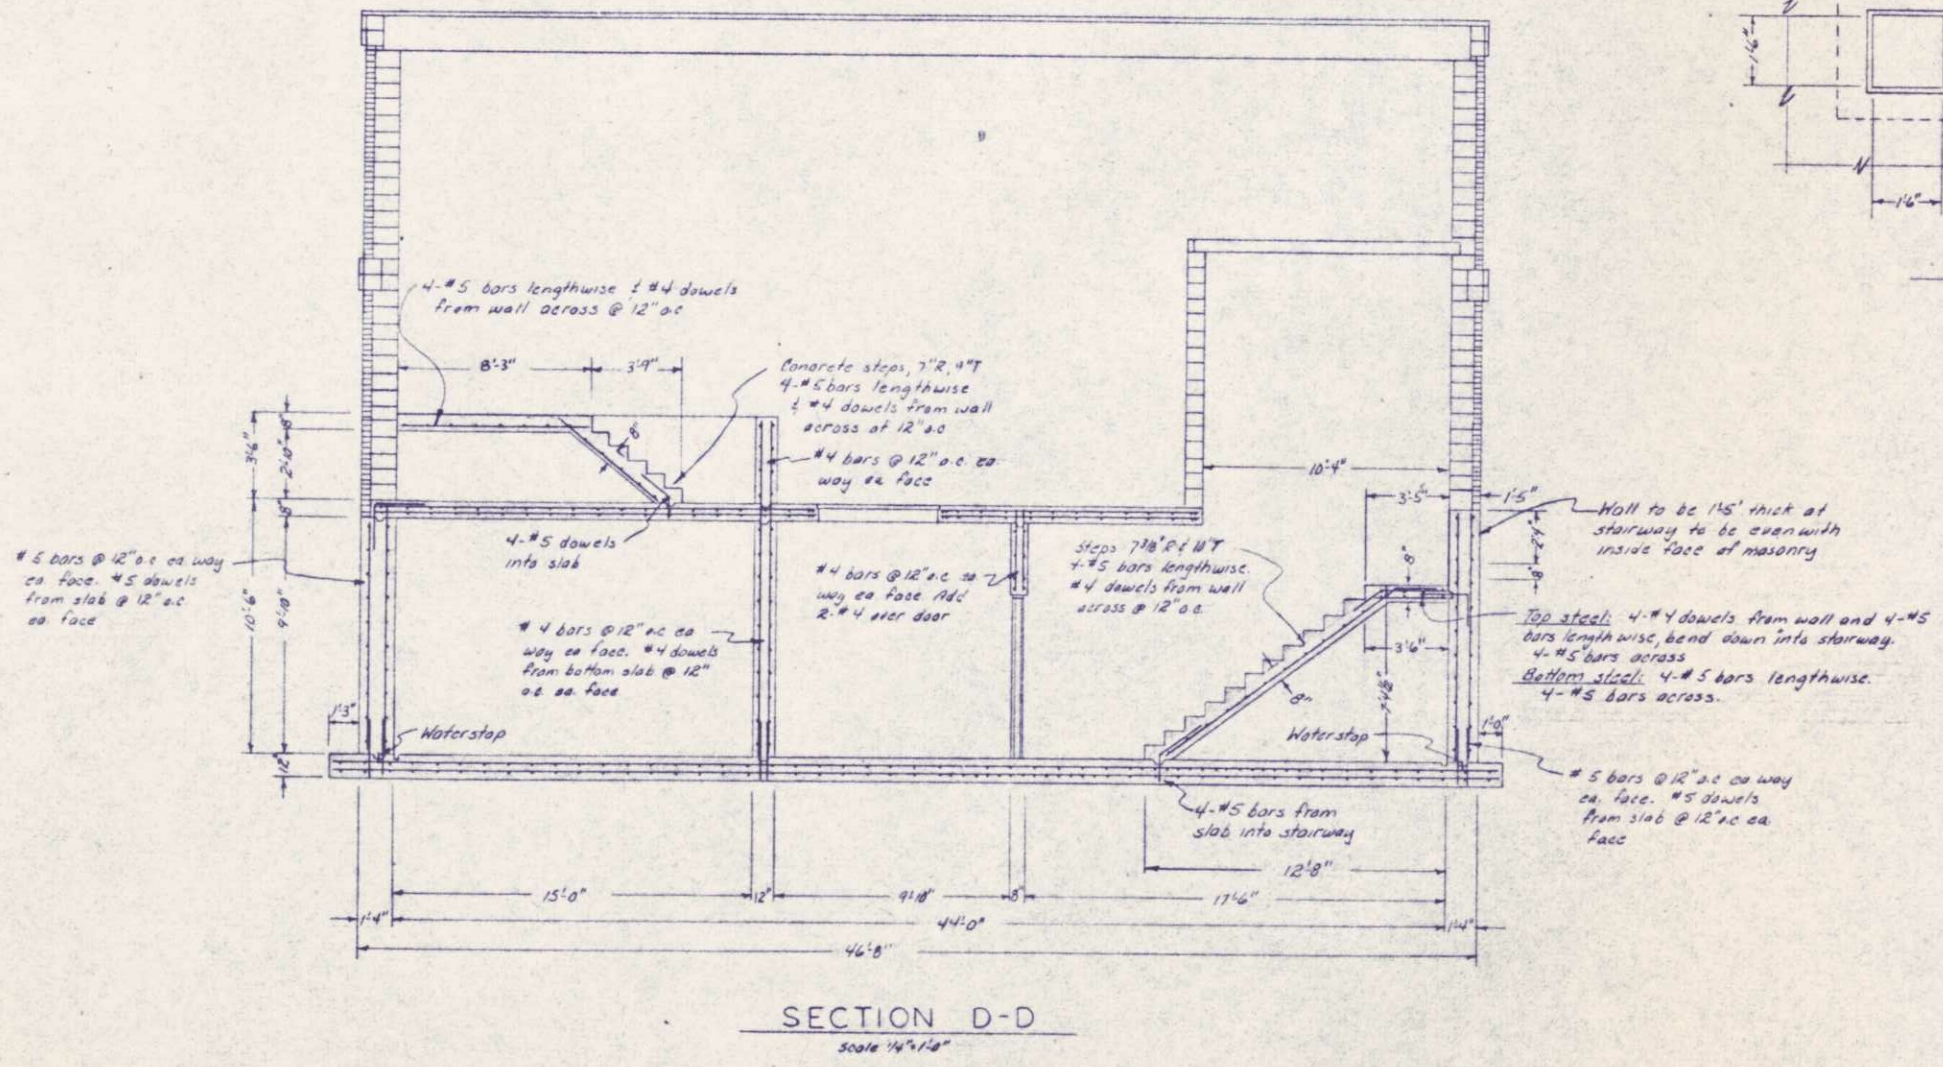 1'-6"
1'-6"
4-#5 bars lengthwise & #4 dowels
from wall across @ 12" o.c
8'-3"
3'-9"
Concrete steps, 7"R, 9"T
4-#5 bars lengthwise
& #4 dowels from wall
across at 12" o.c
8"
#4 bars @ 12" o.c. ea.
way ea face
3'-6"
2'-10"
8"
8"
10'-4"
3'-5"
1'-5"
Wall to be 1'-5" thick at
stairway to be even with
inside face of masonry
#5 bars @ 12" o.c ea. way
ea. face. #5 dowels
from slab @ 12" o.c.
ea face
10'-6"
9'-10"
4-#5 dowels
into slab
#4 bars @ 12" o.c. ea.
way ea face Add
2-#4 over door
Steps 7 3/8" R & 10"T
4-#5 bars lengthwise.
#4 dowels from wall
across @ 12" o.c.
8"
8"
#4 bars @ 12" o.c ea
way ea face. #4 dowels
from bottom slab @ 12"
o.c. ea. face
3'-6"
8"
Top steel: 4-#4 dowels from wall and 4-#5
bars lengthwise, bend down into stairway.
4-#5 bars across
Bottom steel: 4-#5 bars lengthwise.
4-#5 bars across.
1'-3"
Waterstop
Waterstop
1'-0"
12"
4-#5 bars from
slab into stairway
#5 bars @ 12" o.c ea way
ea. face. #5 dowels
from slab @ 12" o.c ea.
face
12'-8"
15'-0"
12"
9'-10"
8"
17'-6"
1'-4"
44'-0"
1'-4"
46'-8"
SECTION D-D
Scale 1/4"=1'-0"